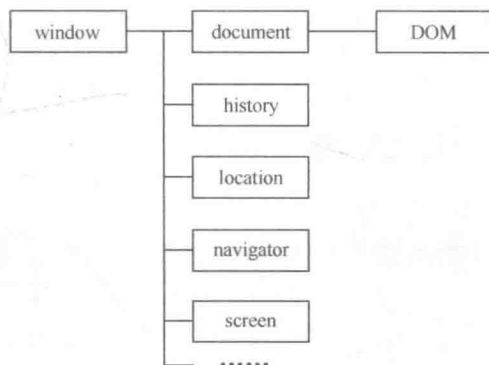 window document DOM
history
location
navigator
screen
......